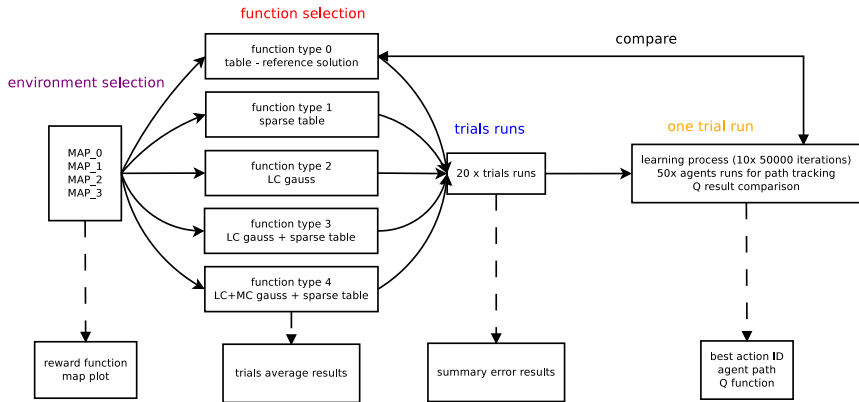 function selection
environment selection
function type 0
table - reference solution
compare
function type 1
sparse table
trials runs
one trial run
MAP_0
MAP_1
MAP_2
MAP_3
function type 2
LC gauss
20 x trials runs
learning process (10x 50000 iterations)
50x agents runs for path tracking
Q result comparison
function type 3
LC gauss + sparse table
function type 4
LC+MC gauss + sparse table
reward function
map plot
trials average results
summary error results
best action ID
agent path
Q function